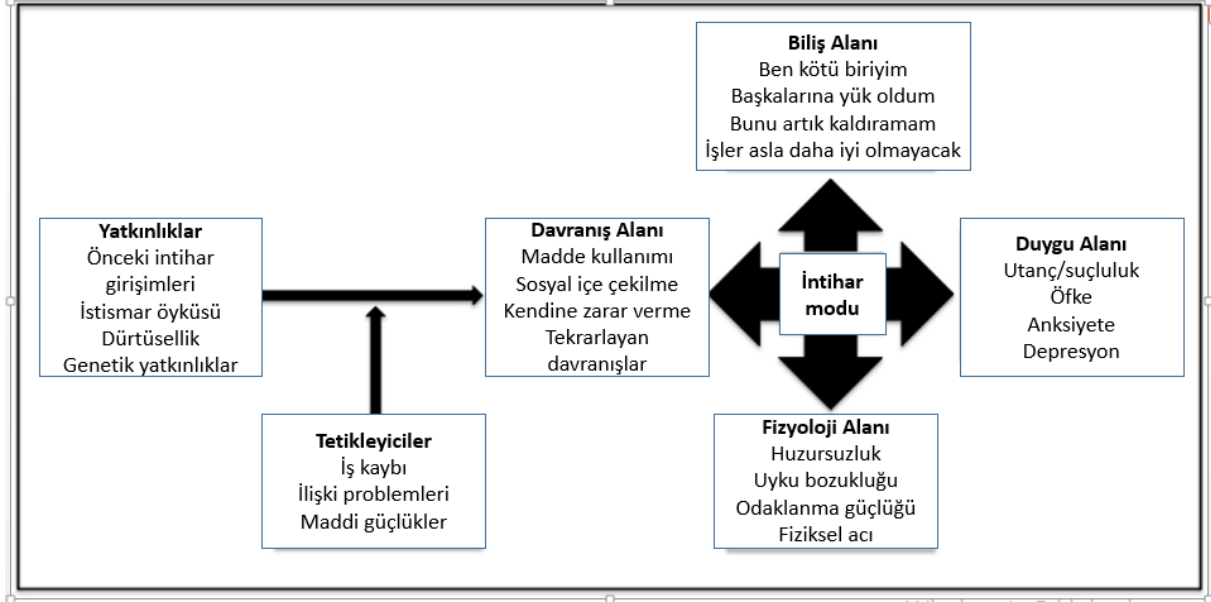 Biliş Alanı
Ben kötü biriyim
Başkalarına yük oldum
Bunu artık kaldıramam
İşler asla daha iyi olmayacak
Yatkınlıklar
Önceki intihar
girişimleri
İstismar öyküsü
Dürtüsellik
Genetik yatkınlıklar
Davranış Alanı
Madde kullanımı
Sosyal içe çekilme
Kendine zarar verme
Tekrarlayan
davranışlar
İntihar
modu
Duygu Alanı
Utanç/suçluluk
Öfke
Anksiyete
Depresyon
Tetikleyiciler
İş kaybı
İlişki problemleri
Maddi güçlükler
Fizyoloji Alanı
Huzursuzluk
Uyku bozukluğu
Odaklanma güçlüğü
Fiziksel acı